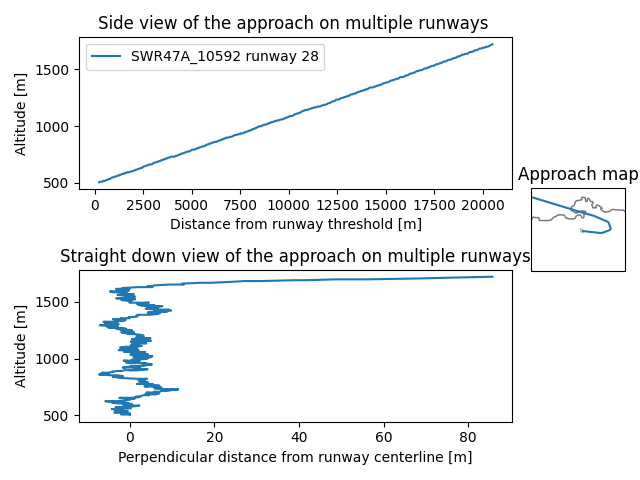 Side view of the approach on multiple runways
SWR47A_10592 runway 28
Altitude [m]
1500
1000
500
0 2500 5000 7500 10000 12500 15000 17500 20000
Distance from runway threshold [m]
Approach map
Straight down view of the approach on multiple runways
Altitude [m]
1500
1000
500
0 20 40 60 80
Perpendicular distance from runway centerline [m]